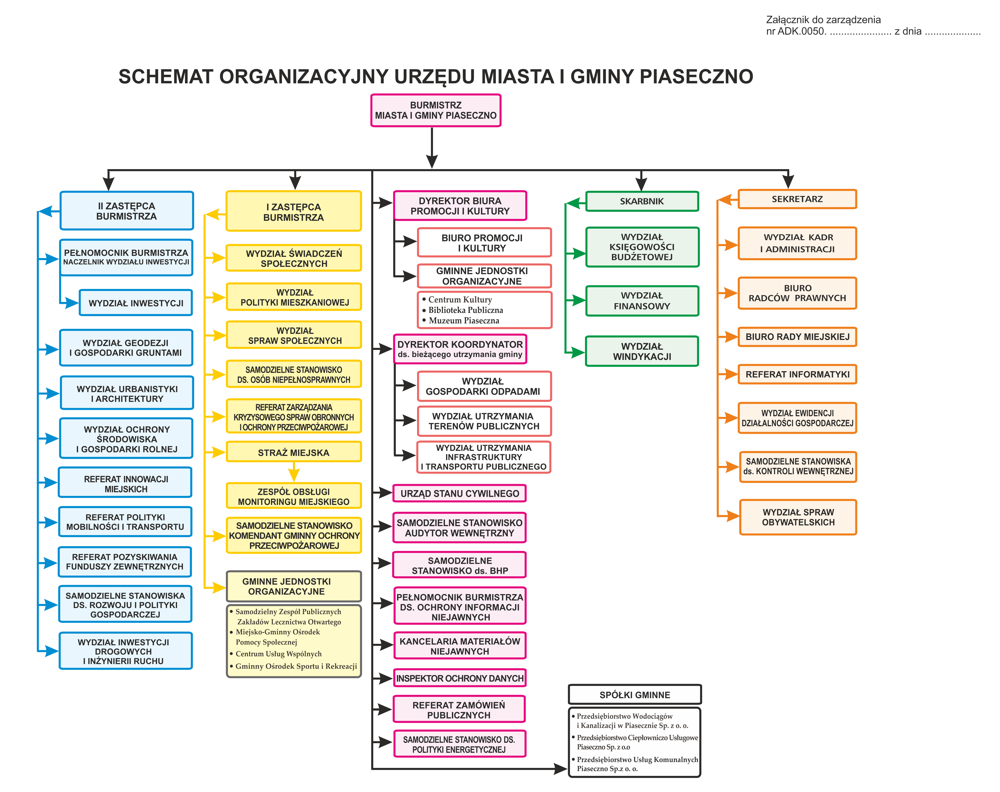 Załącznik do zarządzenia
nr ADK.0050. ...................... z dnia ....................
SCHEMAT ORGANIZACYJNY URZĘDU MIASTA I GMINY PIASECZNO
BURMISTRZ
MIASTA I GMINY PIASECZNO
II ZASTĘPCA
BURMISTRZA
PEŁNOMOCNIK BURMISTRZA
NACZELNIK WYDZIAŁU INWESTYCJI
WYDZIAŁ INWESTYCJI
WYDZIAŁ GEODEZJI
I GOSPODARKI GRUNTAMI
WYDZIAŁ URBANISTYKI
I ARCHITEKTURY
WYDZIAŁ OCHRONY
ŚRODOWISKA
I GOSPODARKI ROLNEJ
REFERAT INNOWACJI
MIEJSKICH
REFERAT POLITYKI
MOBILNOŚCI I TRANSPORTU
REFERAT POZYSKIWANIA
FUNDUSZY ZEWNĘTRZNYCH
SAMODZIELNE STANOWISKA
DS. ROZWOJU I POLITYKI
GOSPODARCZEJ
WYDZIAŁ INWESTYCJI
DROGOWYCH
I INŻYNIERII RUCHU
I ZASTĘPCA
BURMISTRZA
WYDZIAŁ ŚWIADCZEŃ
SPOŁECZNYCH
WYDZIAŁ
POLITYKI MIESZKANIOWEJ
WYDZIAŁ
SPRAW SPOŁECZNYCH
SAMODZIELNE STANOWISKO
DS. OSÓB NIEPEŁNOSPRAWNYCH
REFERAT ZARZĄDZANIA
KRYZYSOWEGO SPRAW OBRONNYCH
I OCHRONY PRZECIWPOŻAROWEJ
STRAŻ MIEJSKA
ZESPÓŁ OBSŁUGI
MONITORINGU MIEJSKIEGO
SAMODZIELNE STANOWISKO
KOMENDANT GMINNY OCHRONY
PRZECIWPOŻAROWEJ
GMINNE JEDNOSTKI
ORGANIZACYJNE
• Samodzielny Zespół Publicznych
Zakładów Lecznictwa Otwartego
• Miejsko-Gminny Ośrodek
Pomocy Społecznej
• Centrum Usług Wspólnych
• Gminny Ośrodek Sportu i Rekreacji
DYREKTOR BIURA
PROMOCJI I KULTURY
BIURO PROMOCJI
I KULTURY
GMINNE JEDNOSTKI
ORGANIZACYJNE
• Centrum Kultury
• Biblioteka Publiczna
• Muzeum Piaseczna
DYREKTOR KOORDYNATOR
ds. bieżącego utrzymania gminy
WYDZIAŁ
GOSPODARKI ODPADAMI
WYDZIAŁ UTRZYMANIA
TERENÓW PUBLICZNYCH
WYDZIAŁ UTRZYMANIA
INFRASTRUKTURY
I TRANSPORTU PUBLICZNEGO
URZĄD STANU CYWILNEGO
SAMODZIELNE STANOWISKO
AUDYTOR WEWNĘTRZNY
SAMODZIELNE
STANOWISKO ds. BHP
PEŁNOMOCNIK BURMISTRZA
DS. OCHRONY INFORMACJI
NIEJAWNYCH
KANCELARIA MATERIAŁÓW
NIEJAWNYCH
INSPEKTOR OCHRONY DANYCH
REFERAT ZAMÓWIEŃ
PUBLICZNYCH
SAMODZIELNE STANOWISKO DS.
POLITYKI ENERGETYCZNEJ
SKARBNIK
WYDZIAŁ
KSIĘGOWOŚCI
BUDŻETOWEJ
WYDZIAŁ
FINANSOWY
WYDZIAŁ
WINDYKACJI
SPÓŁKI GMINNE
• Przedsiębiorstwo Wodociągów
i Kanalizacji w Piasecznie Sp. z o. o.
• Przedsiębiorstwo Ciepłowniczo Usługowe
Piaseczno Sp. z o.o
• Przedsiębiorstwo Usług Komunalnych
Piaseczno Sp.z o. o.
SEKRETARZ
WYDZIAŁ KADR
I ADMINISTRACJI
BIURO
RADCÓW PRAWNYCH
BIURO RADY MIEJSKIEJ
REFERAT INFORMATYKI
WYDZIAŁ EWIDENCJI
DZIAŁALNOŚCI GOSPODARCZEJ
SAMODZIELNE STANOWISKA
ds. KONTROLI WEWNĘTRZNEJ
WYDZIAŁ SPRAW
OBYWATELSKICH